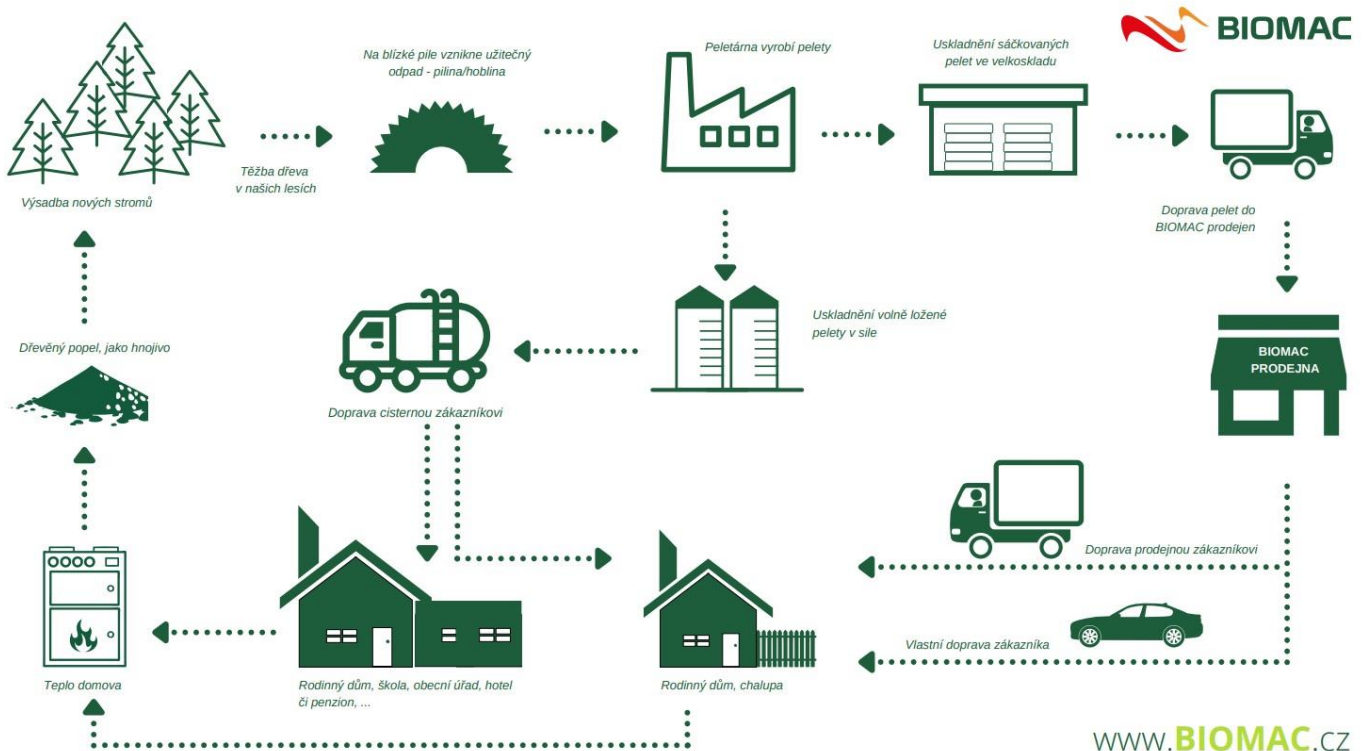 BIOMAC
Na blízké pile vznikne užitečný
odpad - pilina/hoblina
Peletárna vyrobí pelety
Uskladnění sáčkovaných
pelet ve velkoskladu
Těžba dřeva
v našich lesích
Výsadba nových stromů
Doprava pelet do
BIOMAC prodejen
Uskladnění volně ložené
pelety v sile
Dřevěný popel, jako hnojivo
BIOMAC
PRODEJNA
Doprava cisternou zákazníkovi
Doprava prodejnou zákazníkovi
Vlastní doprava zákazníka
Teplo domova
Rodinný dům, škola, obecní úřad, hotel
či penzion, ...
Rodinný dům, chalupa
www.BIOMAC.cz